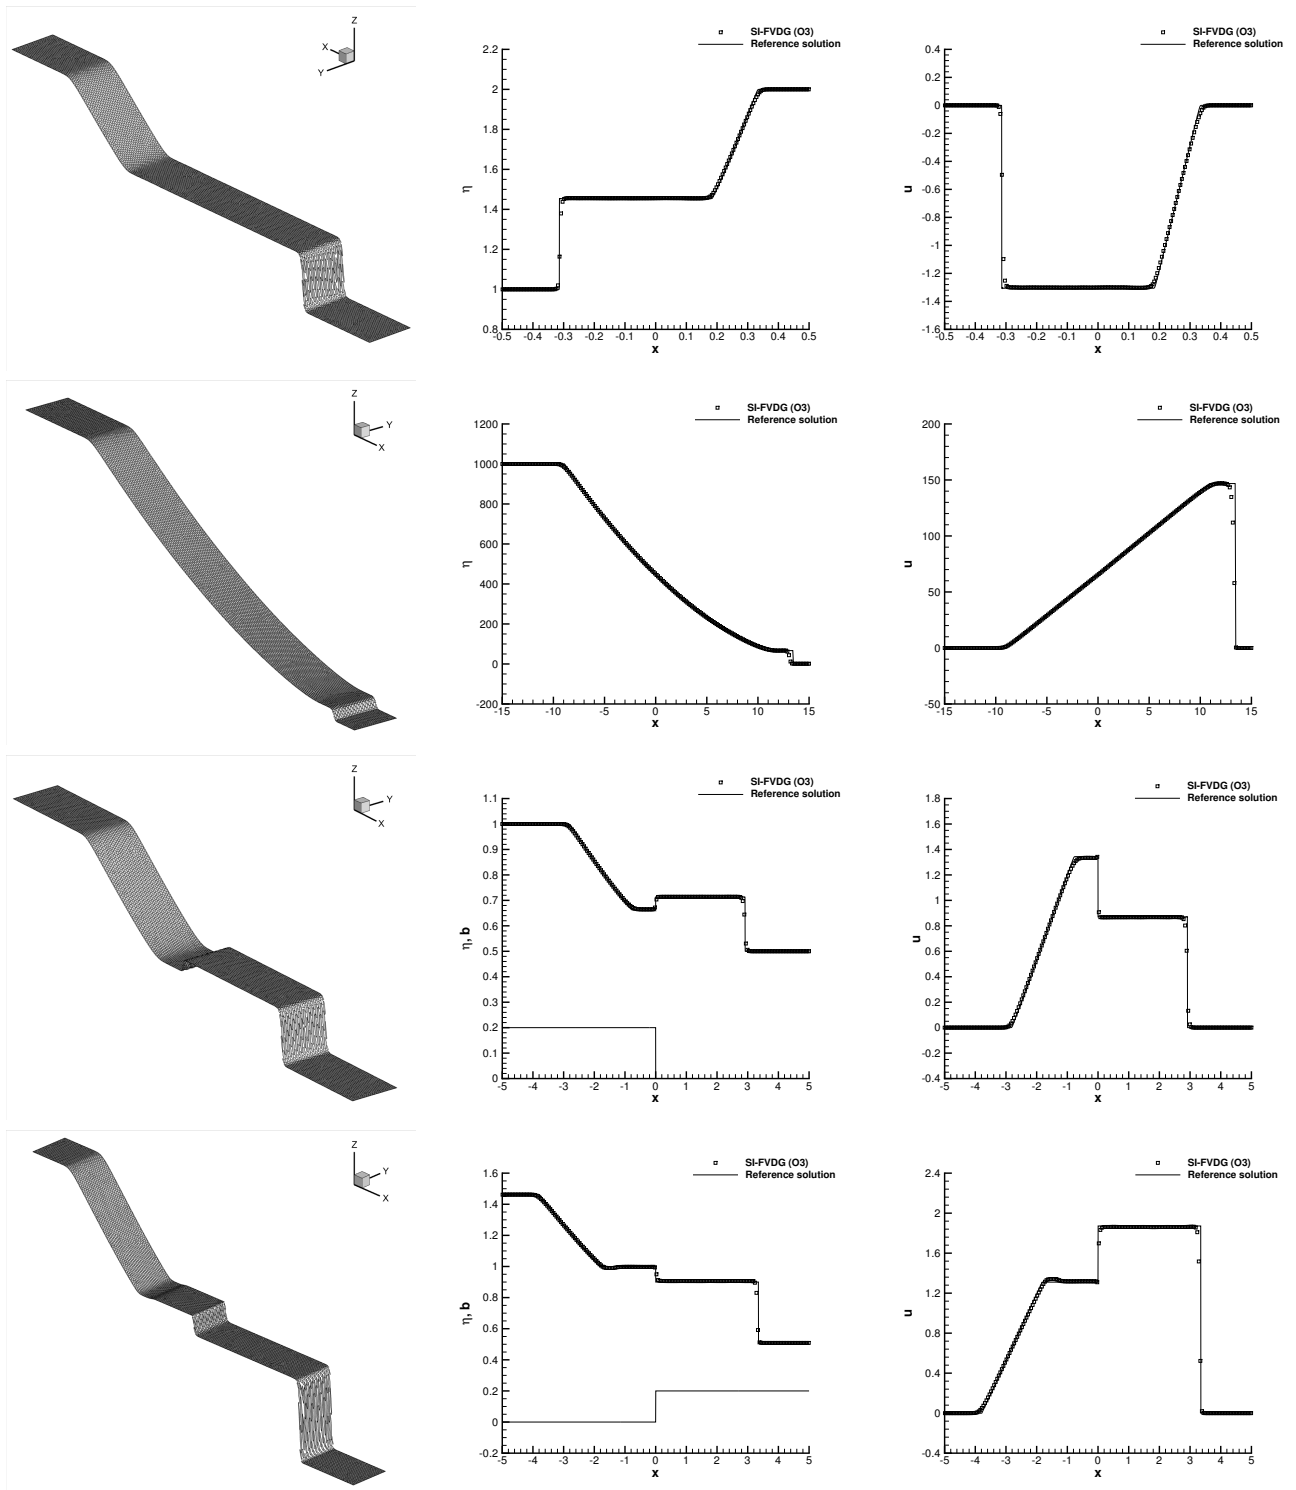 Z
X
Y
SI-FVDG (O3)
Reference solution
η
2.2
2
1.8
1.6
1.4
1.2
1
0.8
-0.5 -0.4 -0.3 -0.2 -0.1 0 0.1 0.2 0.3 0.4 0.5
x
SI-FVDG (O3)
Reference solution
u
0.4
0.2
0
-0.2
-0.4
-0.6
-0.8
-1
-1.2
-1.4
-1.6
-0.5 -0.4 -0.3 -0.2 -0.1 0 0.1 0.2 0.3 0.4 0.5
x
Z
Y
X
SI-FVDG (O3)
Reference solution
η
1200
1000
800
600
400
200
0
-200
-15 -10 -5 0 5 10 15
x
SI-FVDG (O3)
Reference solution
u
200
150
100
50
0
-50
-15 -10 -5 0 5 10 15
x
Z
Y
X
SI-FVDG (O3)
Reference solution
η, b
1.1
1
0.9
0.8
0.7
0.6
0.5
0.4
0.3
0.2
0.1
0
-5 -4 -3 -2 -1 0 1 2 3 4 5
x
SI-FVDG (O3)
Reference solution
u
1.8
1.6
1.4
1.2
1
0.8
0.6
0.4
0.2
0
-0.2
-0.4
-5 -4 -3 -2 -1 0 1 2 3 4 5
x
Z
Y
X
SI-FVDG (O3)
Reference solution
η, b
1.6
1.4
1.2
1
0.8
0.6
0.4
0.2
0
-0.2
-5 -4 -3 -2 -1 0 1 2 3 4 5
x
SI-FVDG (O3)
Reference solution
u
2.4
2
1.6
1.2
0.8
0.4
0
-0.4
-5 -4 -3 -2 -1 0 1 2 3 4 5
x